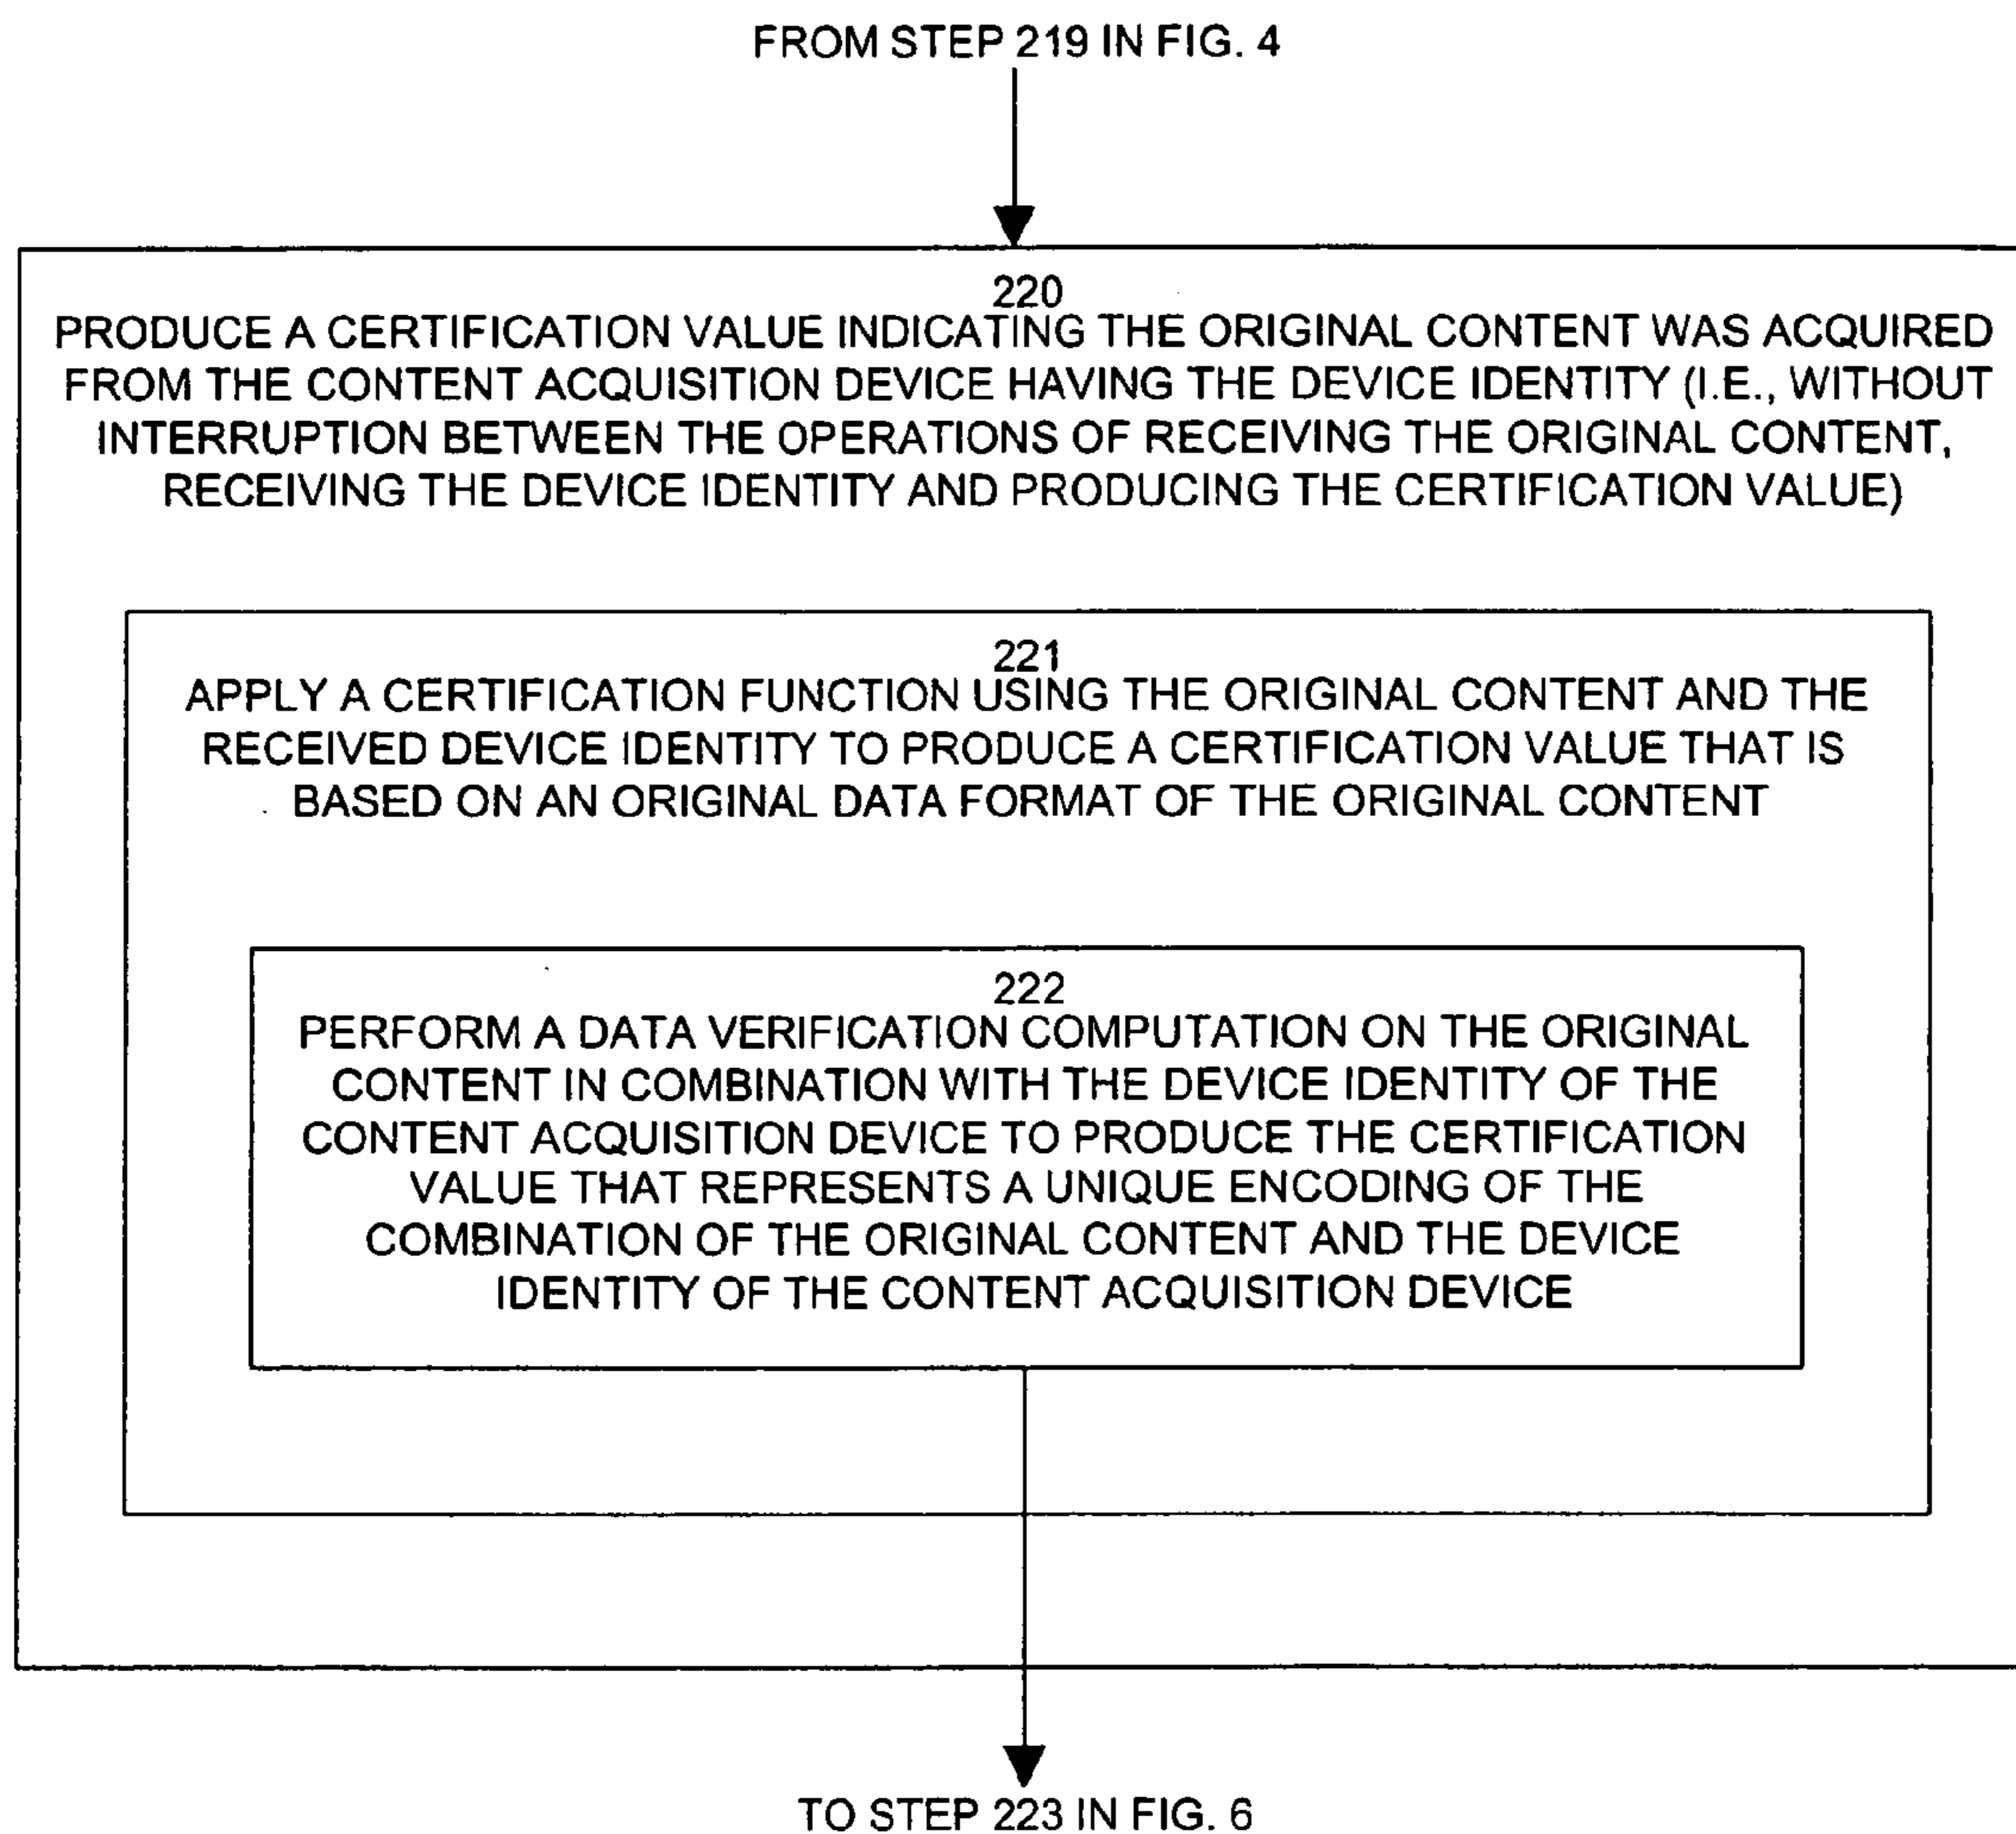 FROM STEP 219 IN FIG. 4
220
PRODUCE A CERTIFICATION VALUE INDICATING THE ORIGINAL CONTENT WAS ACQUIRED
FROM THE CONTENT ACQUISITION DEVICE HAVING THE DEVICE IDENTITY (I.E., WITHOUT
INTERRUPTION BETWEEN THE OPERATIONS OF RECEIVING THE ORIGINAL CONTENT,
RECEIVING THE DEVICE IDENTITY AND PRODUCING THE CERTIFICATION VALUE)
221
APPLY A CERTIFICATION FUNCTION USING THE ORIGINAL CONTENT AND THE
RECEIVED DEVICE IDENTITY TO PRODUCE A CERTIFICATION VALUE THAT IS
BASED ON AN ORIGINAL DATA FORMAT OF THE ORIGINAL CONTENT
222
PERFORM A DATA VERIFICATION COMPUTATION ON THE ORIGINAL
CONTENT IN COMBINATION WITH THE DEVICE IDENTITY OF THE
CONTENT ACQUISITION DEVICE TO PRODUCE THE CERTIFICATION
VALUE THAT REPRESENTS A UNIQUE ENCODING OF THE
COMBINATION OF THE ORIGINAL CONTENT AND THE DEVICE
IDENTITY OF THE CONTENT ACQUISITION DEVICE
TO STEP 223 IN FIG. 6